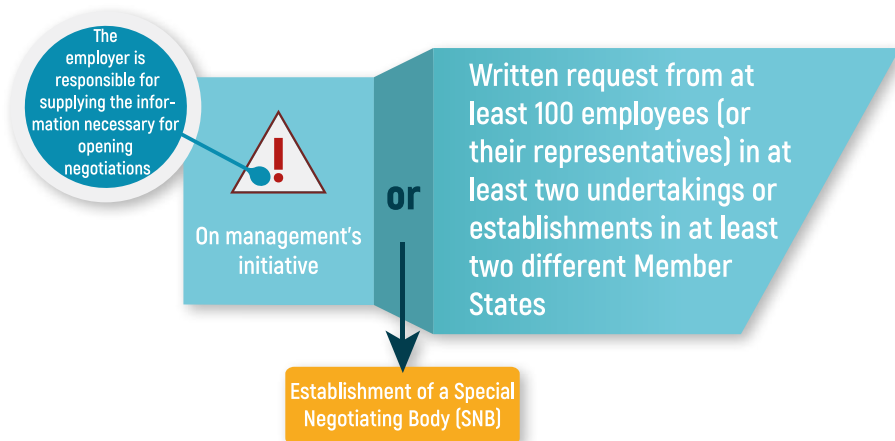 The
employer is
responsible for
supplying the infor-
mation necessary for
opening
negotiations
!
On management's
initiative
or
Written request from at
least 100 employees (or
their representatives) in at
least two undertakings or
establishments in at least
two different Member
States
Establishment of a Special
Negotiating Body (SNB)